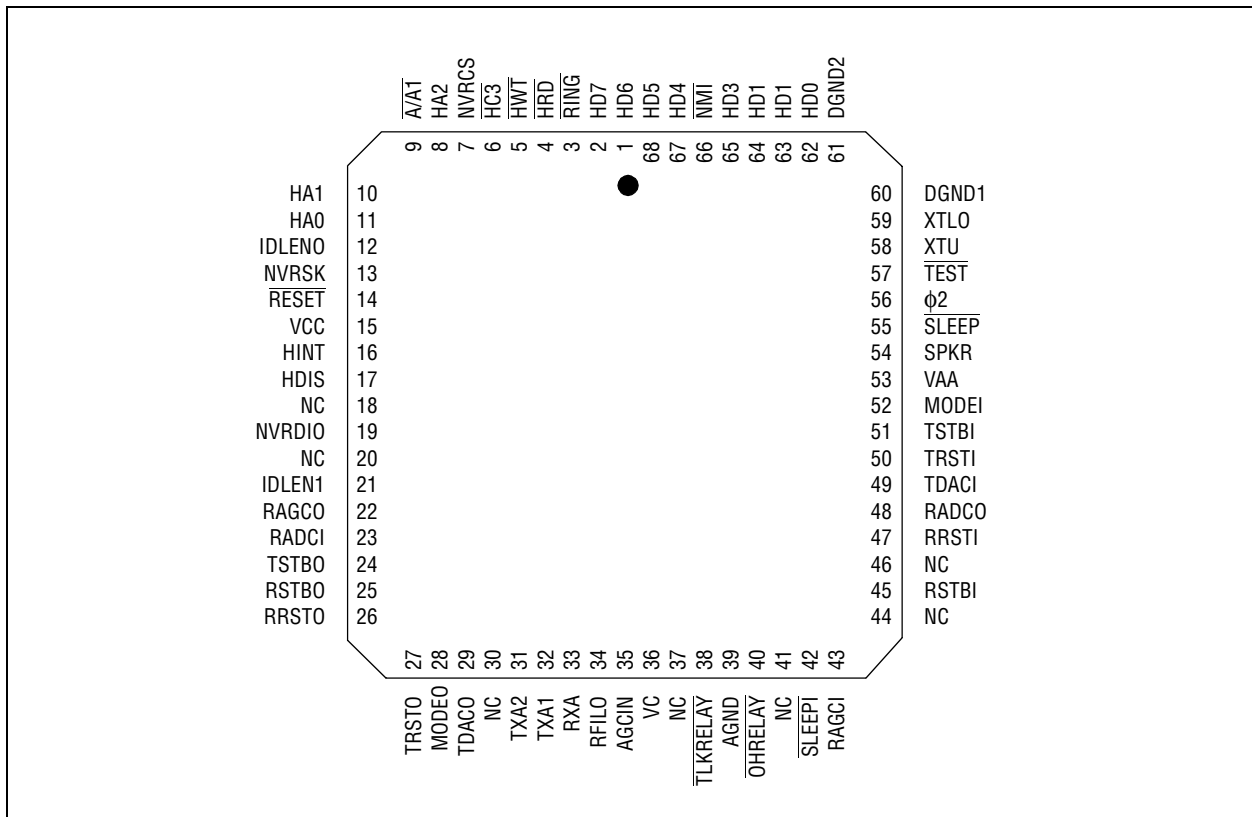 A/A1 HA2 NVRCS HC3 HWT HRD RING HD7 HD6 HD5 HD4 NMI HD3 HD1 HD1 HD0 DGND2
9 8 7 6 5 4 3 2 1 68 67 66 65 64 63 62 61
HA1 10 60 DGND1
HA0 11 59 XTLO
IDLEN0 12 58 XTU
NVRSK 13 57 TEST
RESET 14 56 ϕ2
VCC 15 55 SLEEP
HINT 16 54 SPKR
HDIS 17 53 VAA
NC 18 52 MODEI
NVRDIO 19 51 TSTBI
NC 20 50 TRSTI
IDLEN1 21 49 TDACI
RAGCO 22 48 RADCO
RADCI 23 47 RRSTI
TSTBO 24 46 NC
RSTBO 25 45 RSTBI
RRSTO 26 44 NC
27 28 29 30 31 32 33 34 35 36 37 38 39 40 41 42 43
TRSTO MODEO TDACO NC TXA2 TXA1 RXA RFILO AGCIN VC NC TLKRELAY AGND OHRELAY NC SLEEPI RAGCI